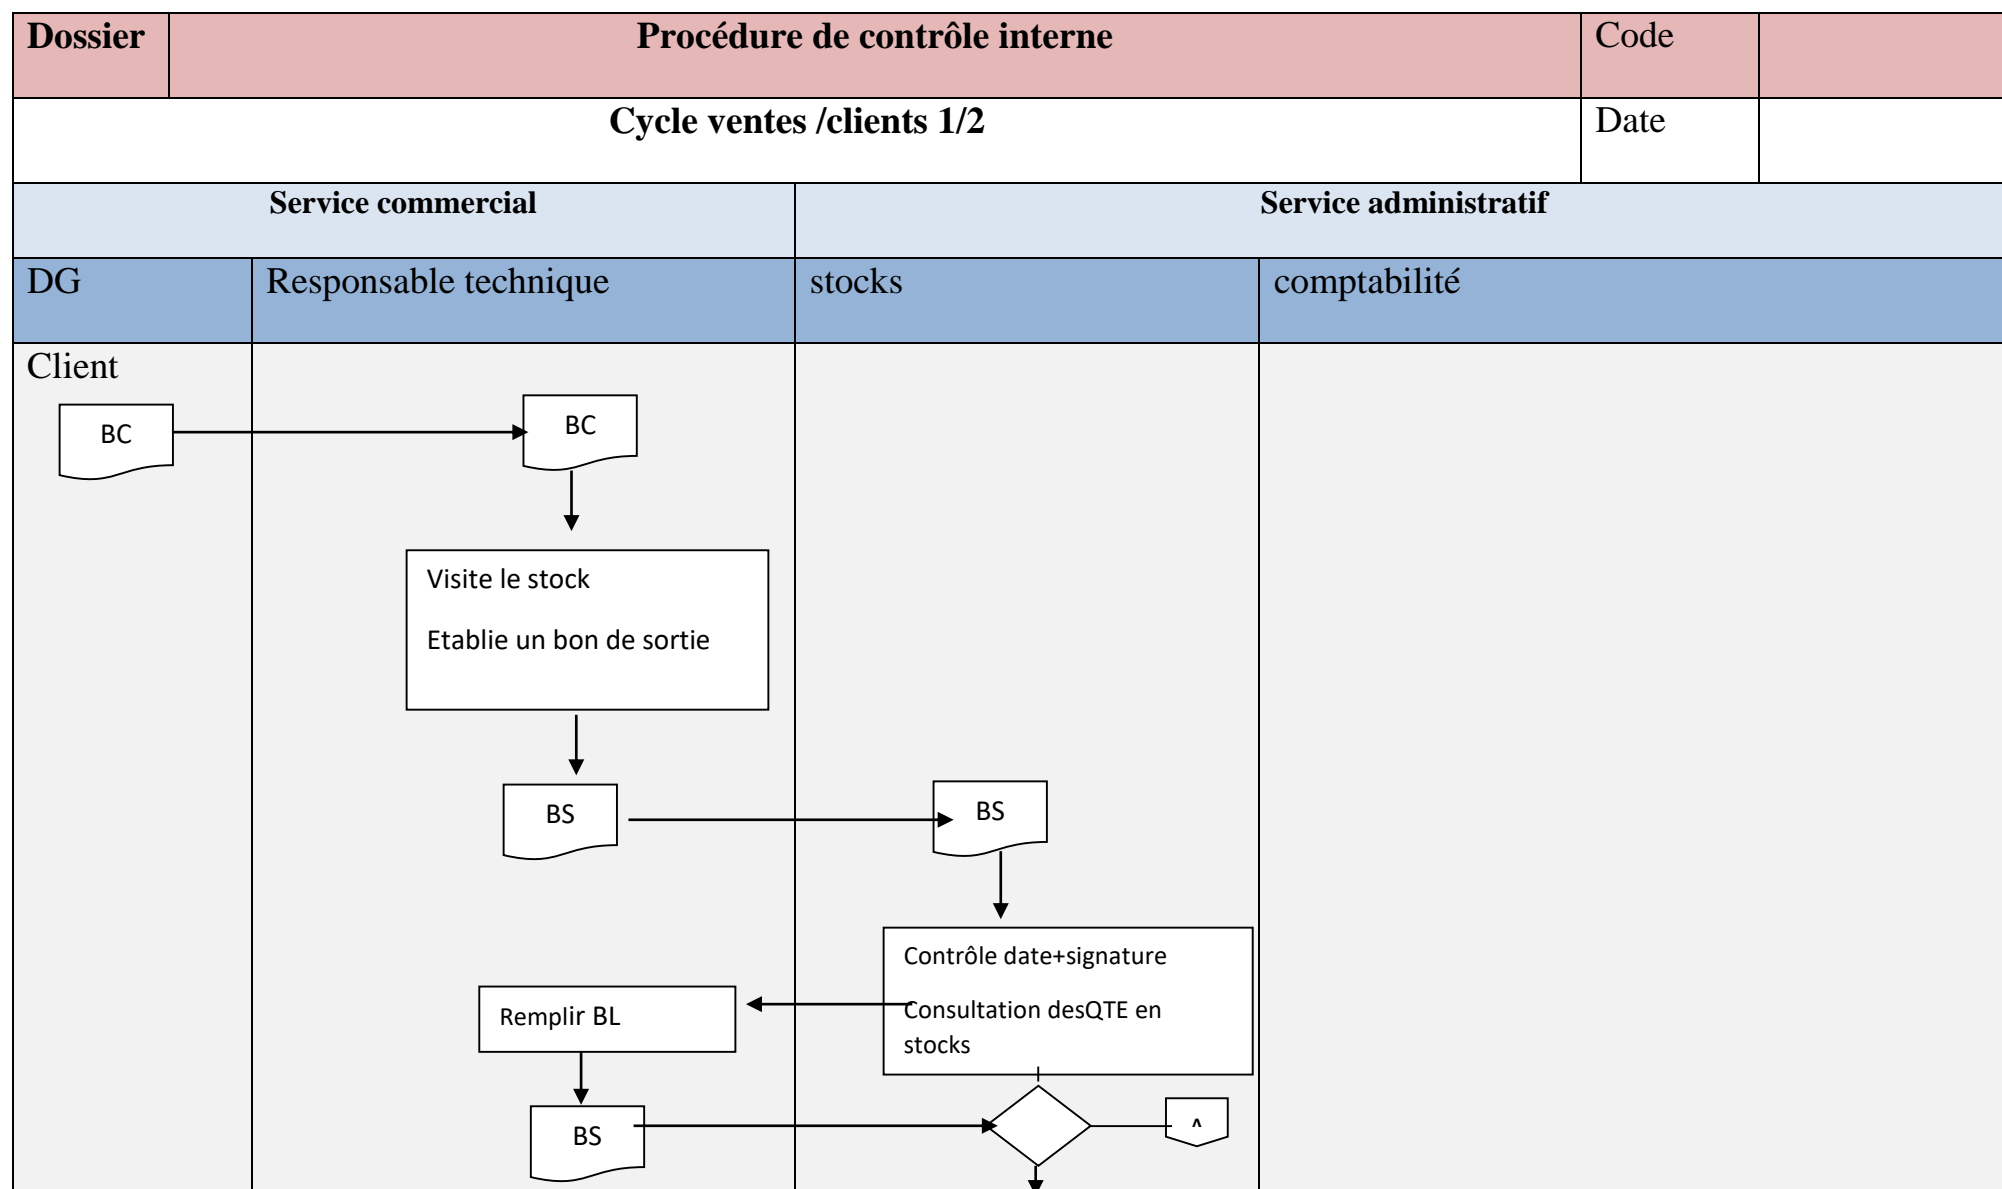 Dossier
Procédure de contrôle interne
Code
Cycle ventes /clients 1/2
Date
Service commercial
Service administratif
DG
Responsable technique
stocks
comptabilité
Client
BC
BC
Visite le stock
Etablie un bon de sortie
BS
BS
Contrôle date+signature
Consultation desQTE en
stocks
Remplir BL
BS